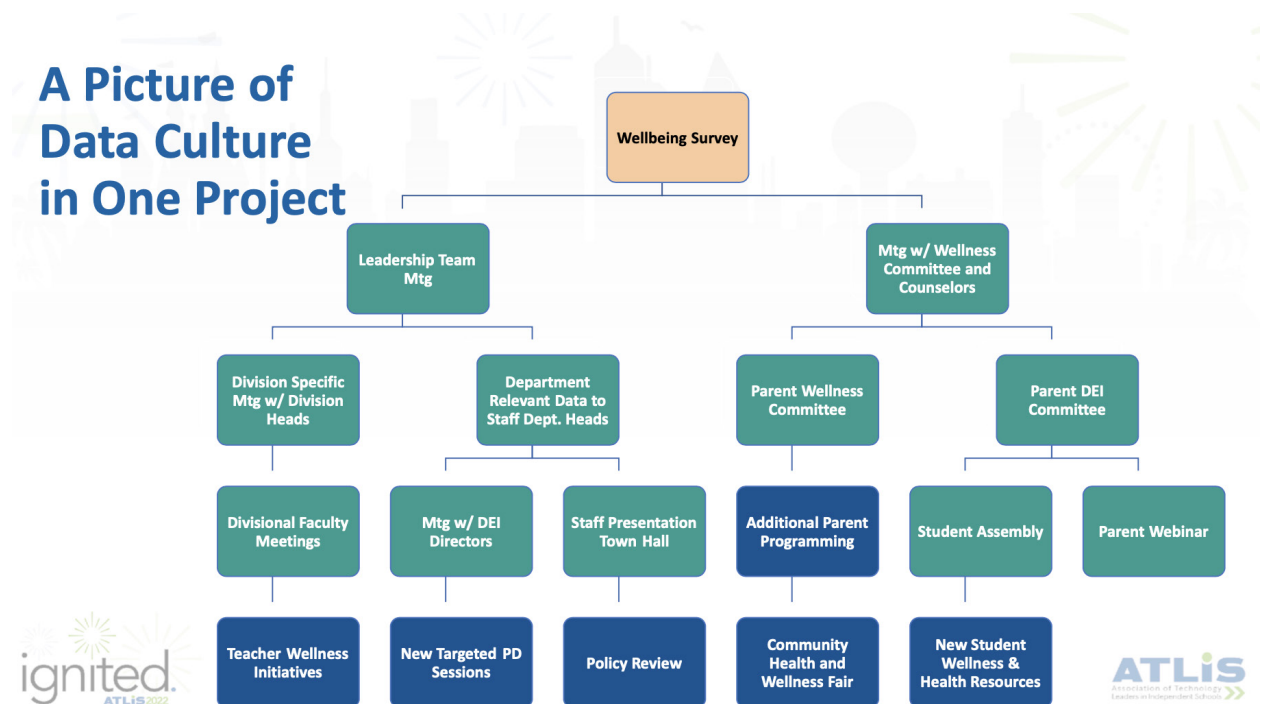 A Picture of
Data Culture
in One Project
Wellbeing Survey
Leadership Team
Mtg
Mtg w/ Wellness
Committee and
Counselors
Division Specific
Mtg w/ Division
Heads
Department
Relevant Data to
Staff Dept. Heads
Parent Wellness
Committee
Parent DEI
Committee
Divisional Faculty
Meetings
Mtg w/ DEI
Directors
Staff Presentation
Town Hall
Additional Parent
Programming
Student Assembly
Parent Webinar
Teacher Wellness
Initiatives
New Targeted PD
Sessions
Policy Review
Community
Health and
Wellness Fair
New Student
Wellness &
Health Resources
ignited.
ATLiS2022
ATLiS
Association of Technology
Leaders in Independent Schools